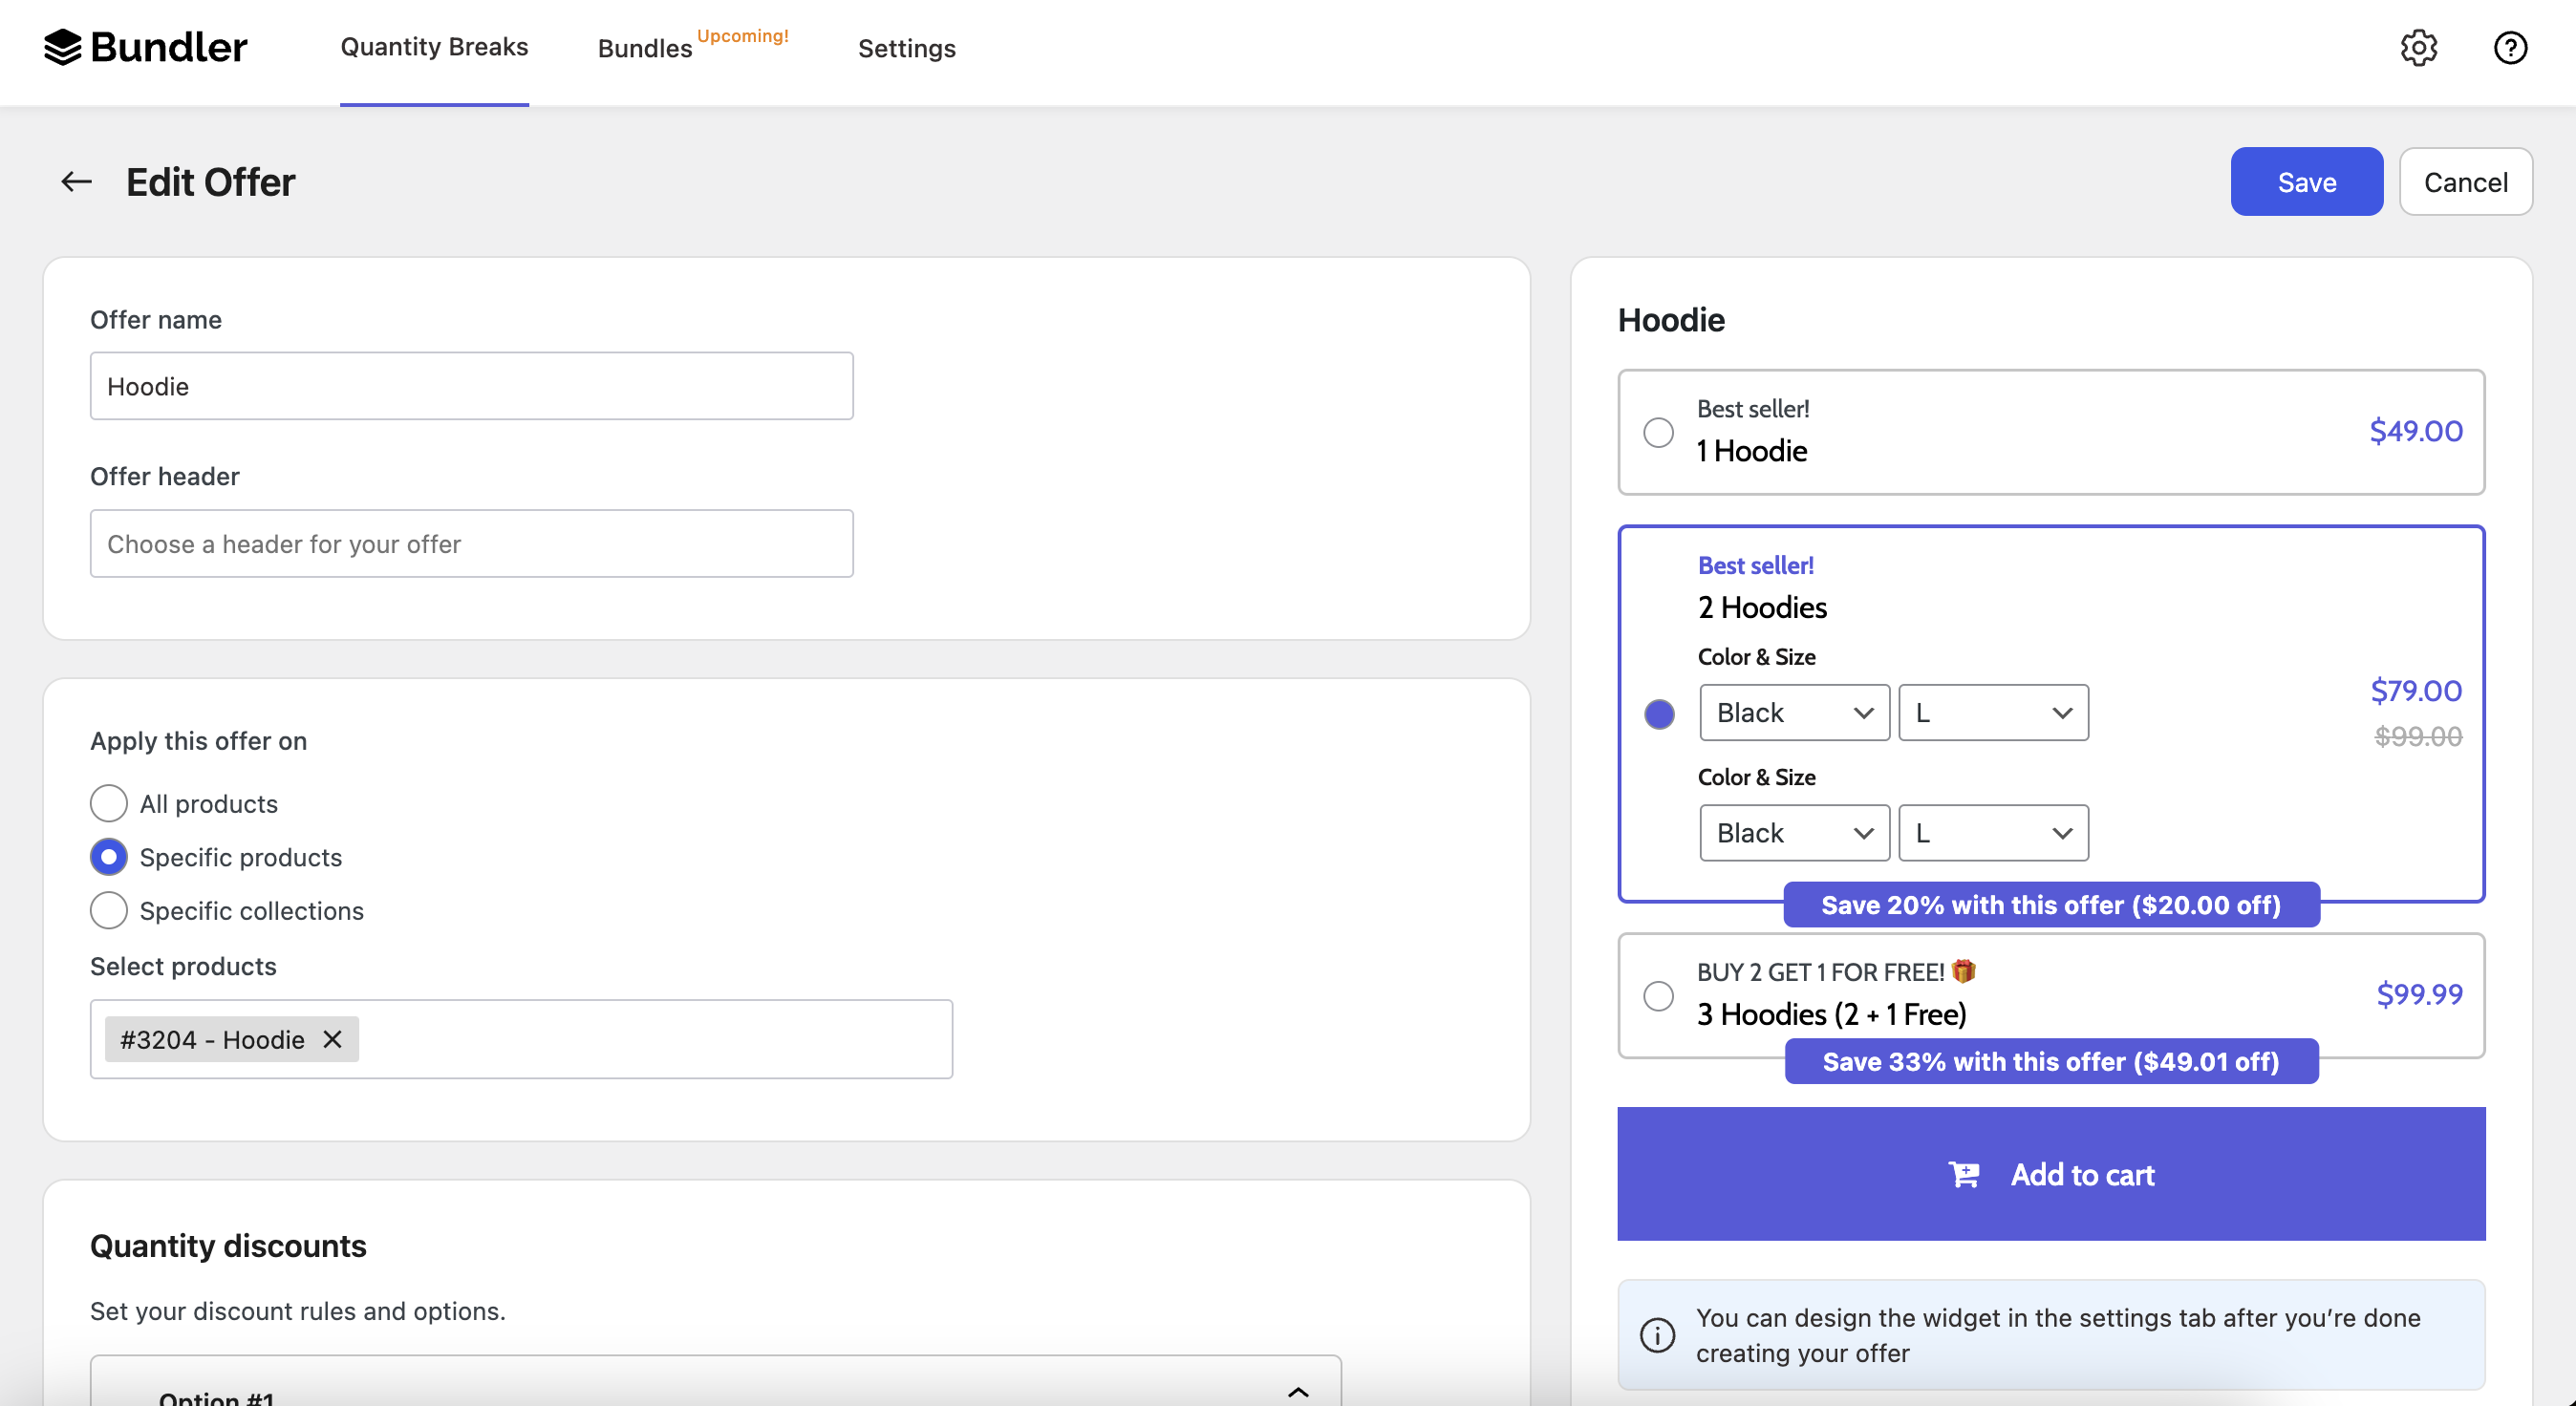 Bundler
Quantity Breaks
Bundles Upcoming!
Settings
Edit Offer
Save
Cancel
Offer name
Hoodie
Offer header
Choose a header for your offer
Apply this offer on
All products
Specific products
Specific collections
Select products
#3204 - Hoodie
Quantity discounts
Set your discount rules and options.
Option #1
Hoodie
Best seller!
1 Hoodie
$49.00
Best seller!
2 Hoodies
Color & Size
Black L
$79.00
$99.00
Color & Size
Black L
Save 20% with this offer ($20.00 off)
BUY 2 GET 1 FOR FREE! 🎁
3 Hoodies (2 + 1 Free)
$99.99
Save 33% with this offer ($49.01 off)
Add to cart
You can design the widget in the settings tab after you’re done
creating your offer